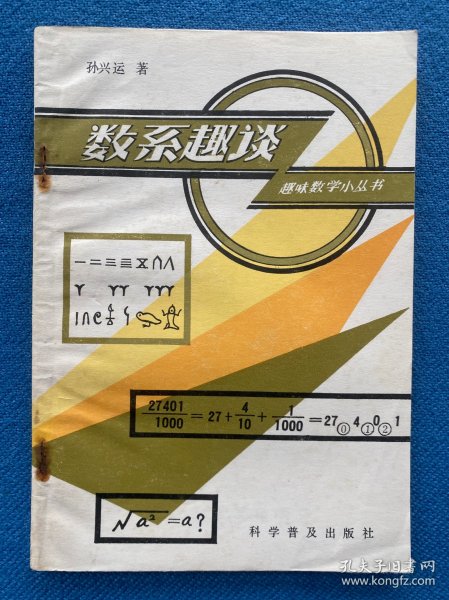 孙兴运 著
数系趣谈
趣味数学小丛书
27401/1000 = 27 + 4/10 + 1/1000 = 27⓪4①0②1
√a² = a?
科学普及出版社
孔夫子旧书网
www.kongfz.com